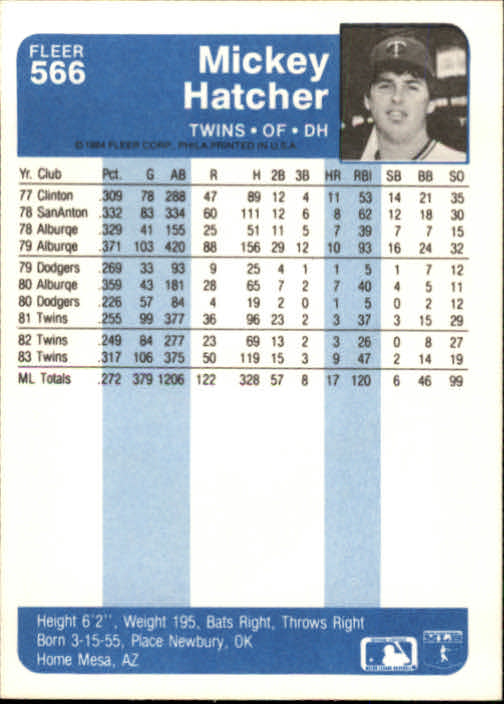 FLEER
566
Mickey
Hatcher
TWINS • OF • DH
© 1984 FLEER CORP., PHILA. PRINTED IN U.S.A.
Yr. Club Pct. G AB R H 2B 3B HR RBI SB BB SO
77 Clinton .309 78 288 47 89 12 4 11 53 14 21 35
78 SanAnton .332 83 334 60 111 12 6 8 62 12 18 30
78 Alburqe .329 41 155 25 51 11 5 7 39 7 7 15
79 Alburqe .371 103 420 88 156 29 12 10 93 16 24 32
79 Dodgers .269 33 93 9 25 4 1 1 5 1 7 12
80 Alburqe .359 43 181 28 65 7 2 7 40 4 5 11
80 Dodgers .226 57 84 4 19 2 0 1 5 0 2 12
81 Twins .255 99 377 36 96 23 2 3 37 3 15 29
82 Twins .249 84 277 23 69 13 2 3 26 0 8 27
83 Twins .317 106 375 50 119 15 3 9 47 2 14 19
ML Totals .272 379 1206 122 328 57 8 17 120 6 46 99
Height 6'2", Weight 195, Bats Right, Throws Right
Born 3-15-55, Place Newbury, OK
Home Mesa, AZ